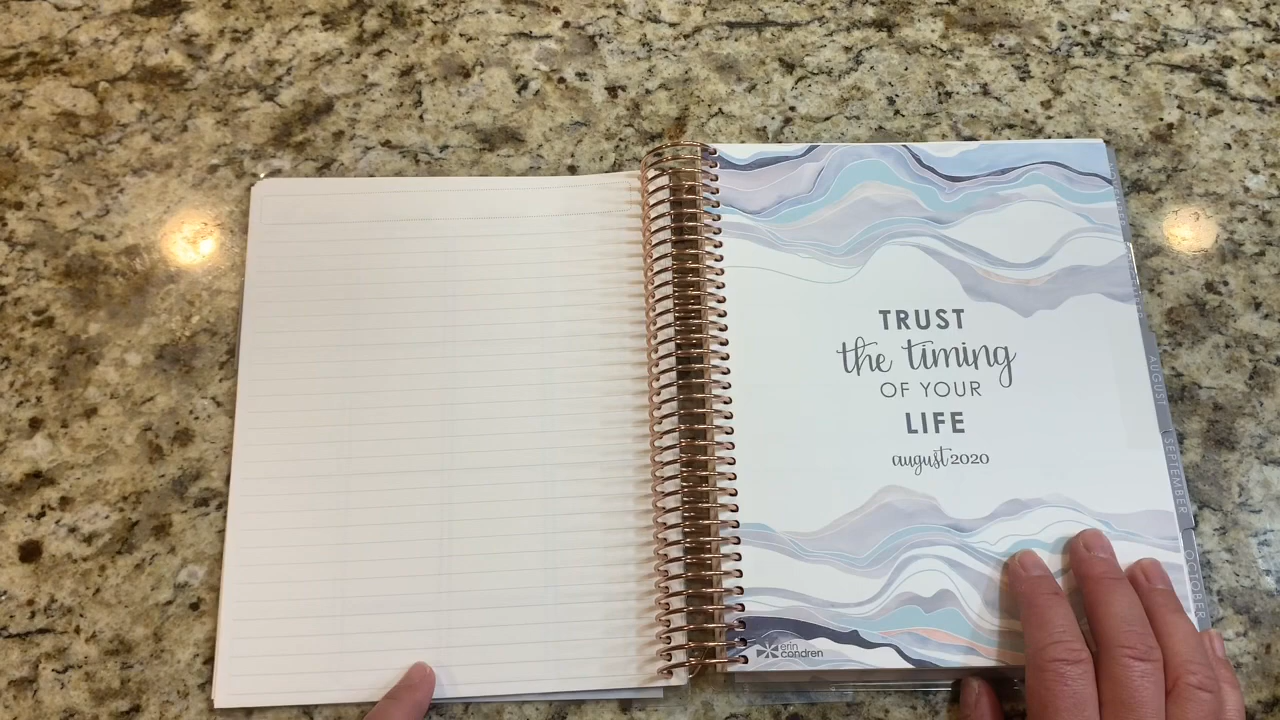 TRUST
the timing
OF YOUR
LIFE
august 2020
erin
condren
AUGUST
SEPTEMBER
OCTOBER